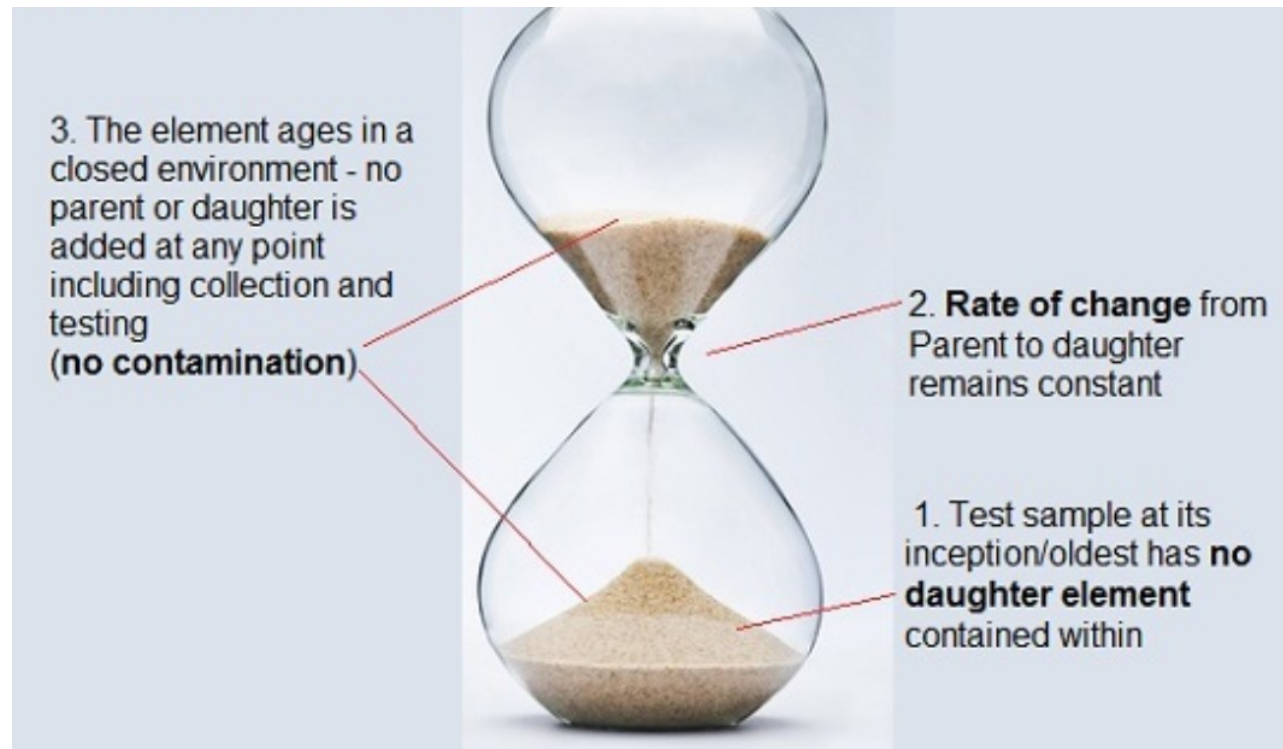 3. The element ages in a
closed environment - no
parent or daughter is
added at any point
including collection and
testing
(no contamination)
2. Rate of change from
Parent to daughter
remains constant
1. Test sample at its
inception/oldest has no
daughter element
contained within